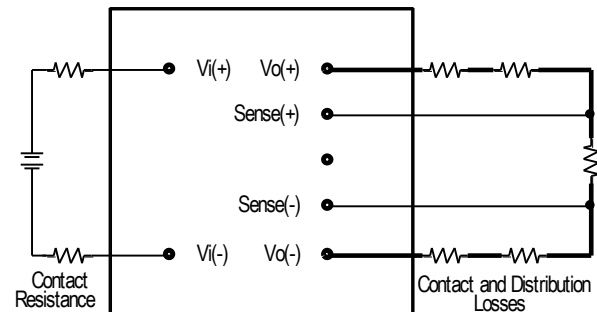 Vi(+) Vo(+)
Sense(+)
Sense(-)
Vi(-) Vo(-)
Contact
Resistance
Contact and Distribution
Losses